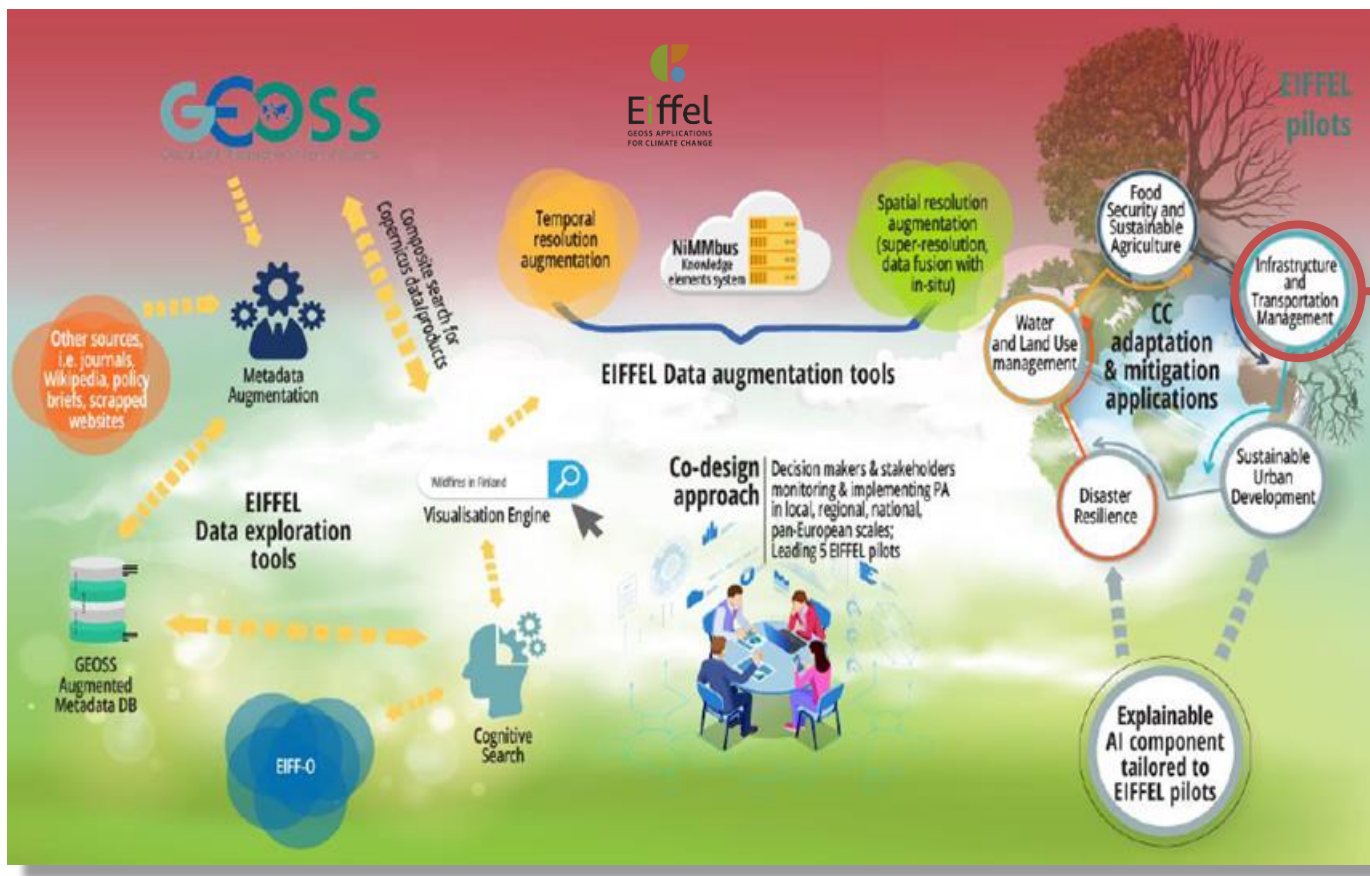 GEOSS
Eiffel
GEOSS APPLICATIONS
FOR CLIMATE CHANGE
EIFFEL
pilots
Composite search for
Copernicus data/products
Temporal
resolution
augmentation
NiMMbus
Knowledge
elements system
Spatial resolution
augmentation
(super-resolution,
data fusion with
in-situ)
EIFFEL Data augmentation tools
Other sources,
i.e. journals,
Wikipedia, policy
briefs, scrapped
websites
Metadata
Augmentation
EIFFEL
Data exploration
tools
Wildfires in Finland
Visualisation Engine
GEOSS
Augmented
Metadata DB
EIFF-O
Cognitive
Search
Co-design
approach
Decision makers & stakeholders
monitoring & implementing PA
in local, regional, national,
pan-European scales;
Leading 5 EIFFEL pilots
Food
Security and
Sustainable
Agriculture
Infrastructure
and
Transportation
Management
Water
and Land Use
management
CC
adaptation
& mitigation
applications
Sustainable
Urban
Development
Disaster
Resilience
Explainable
AI component
tailored to
EIFFEL pilots